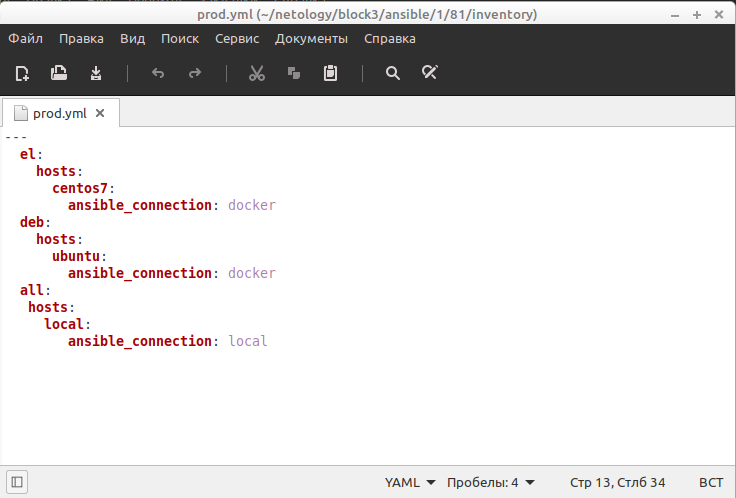 prod.yml (~/netology/block3/ansible/1/81/inventory)
Файл Правка Вид Поиск Сервис Документы Справка
prod.yml
---
  el:
    hosts:
      centos7:
        ansible_connection: docker
  deb:
    hosts:
      ubuntu:
        ansible_connection: docker
  all:
   hosts:
     local:
        ansible_connection: local
YAML Пробелы: 4 Стр 13, Стлб 34 ВСТ